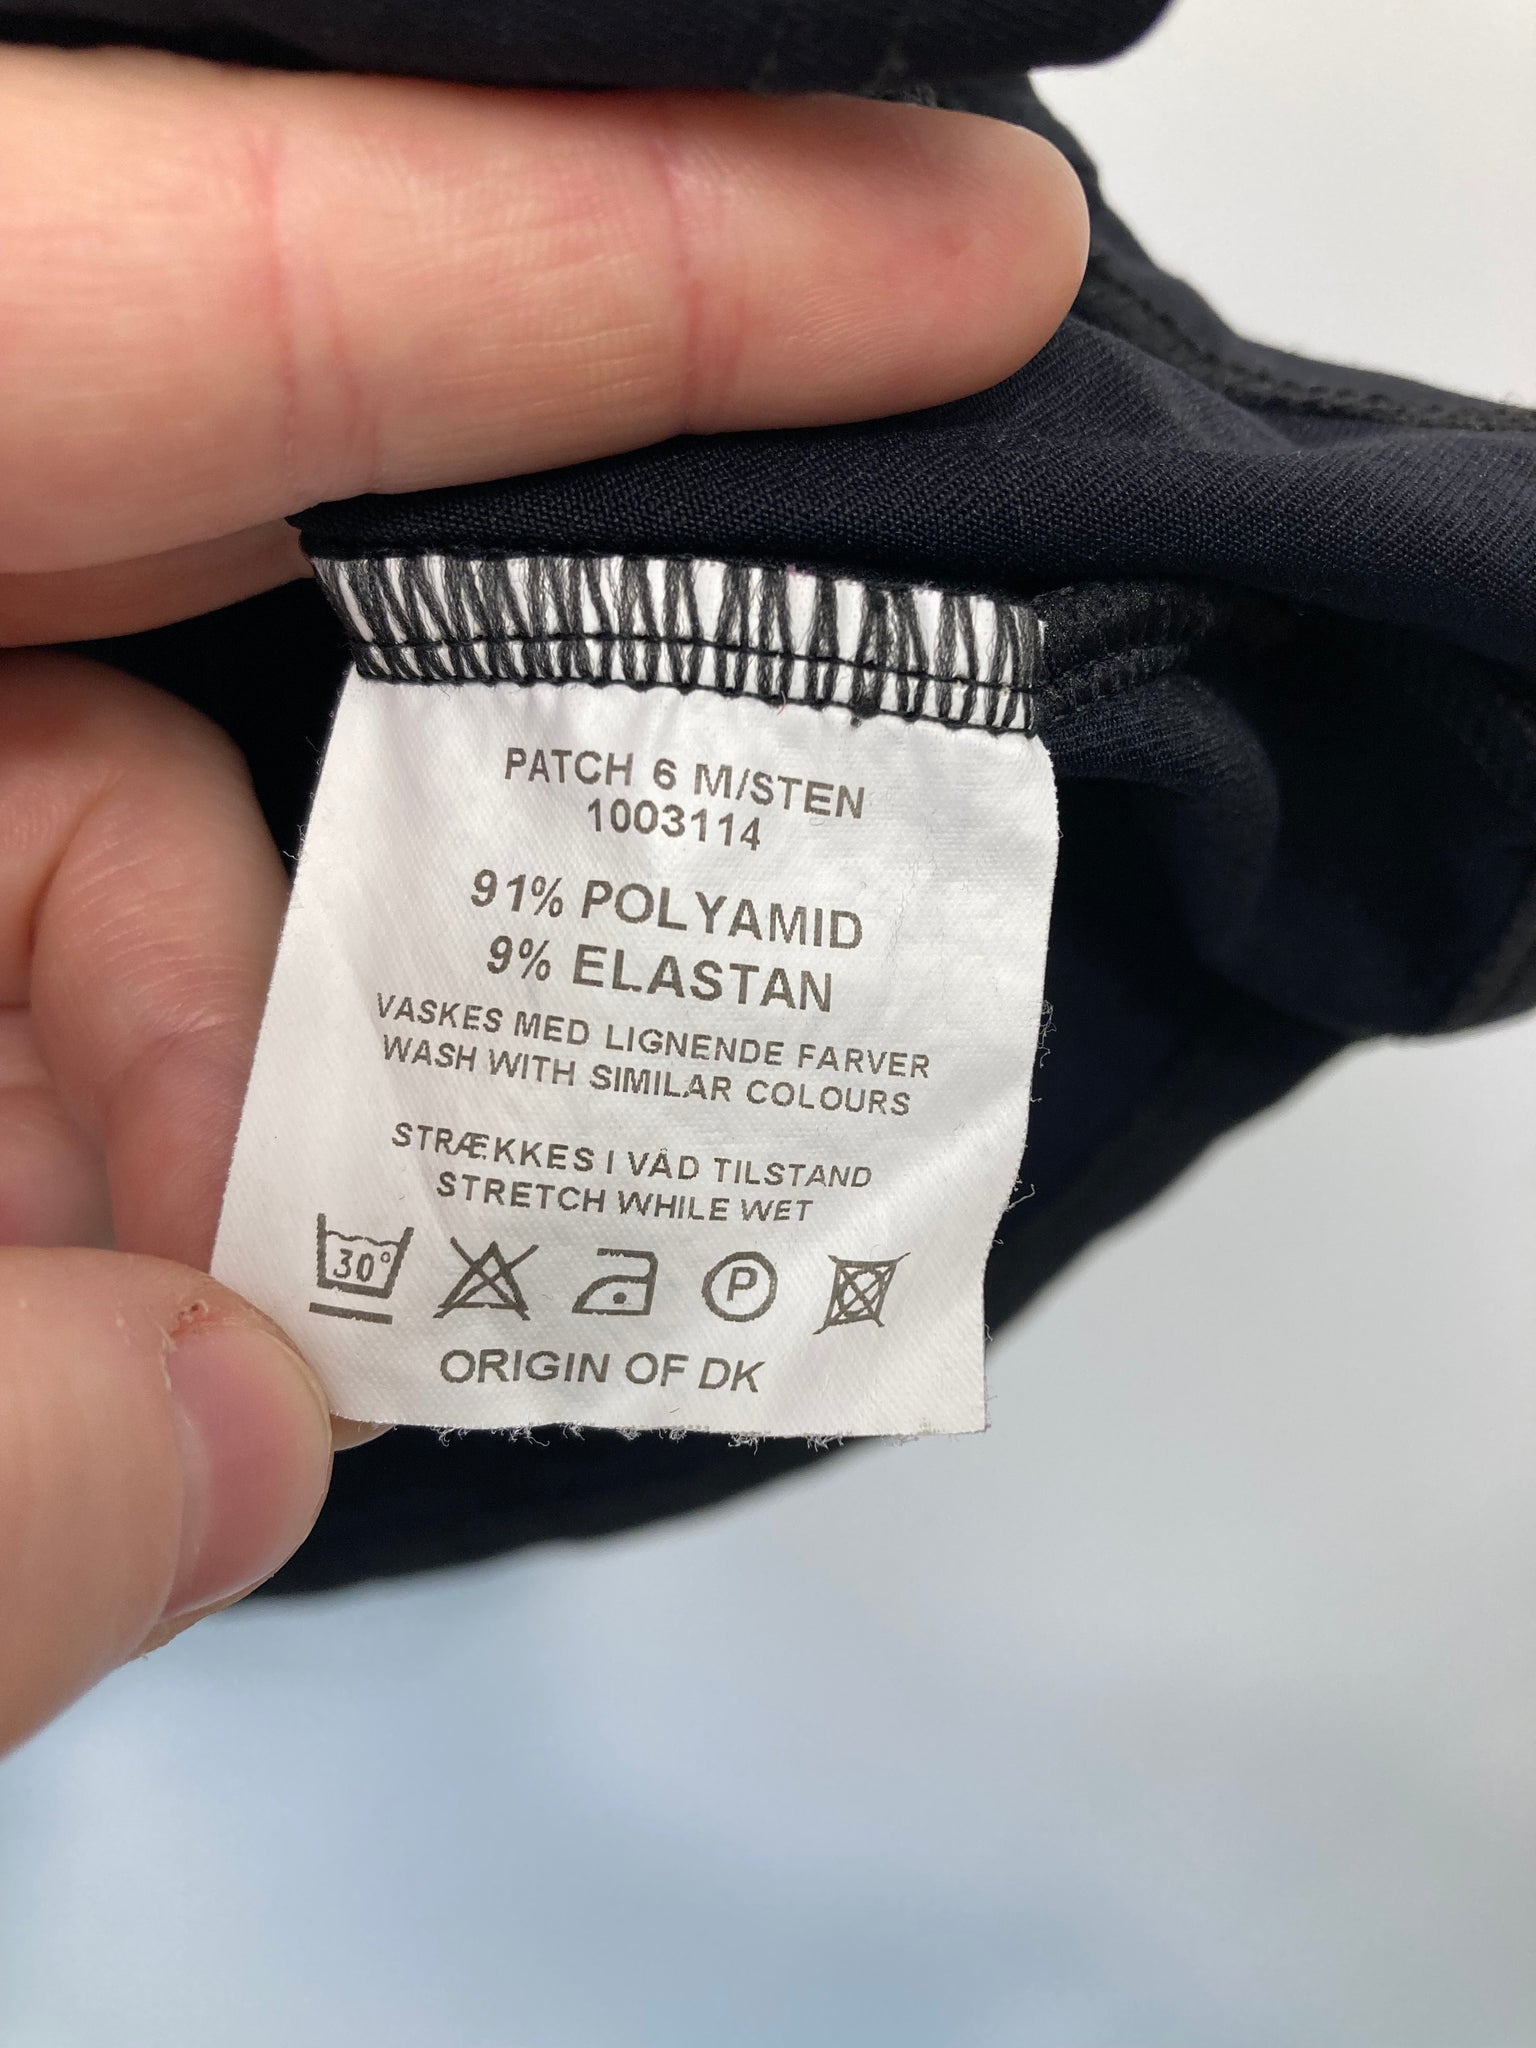 PATCH 6 M/STEN
1003114
91% POLYAMID
9% ELASTAN
VASKES MED LIGNENDE FARVER
WASH WITH SIMILAR COLOURS
STRÆKKES I VÅD TILSTAND
STRETCH WHILE WET
30° P
ORIGIN OF DK